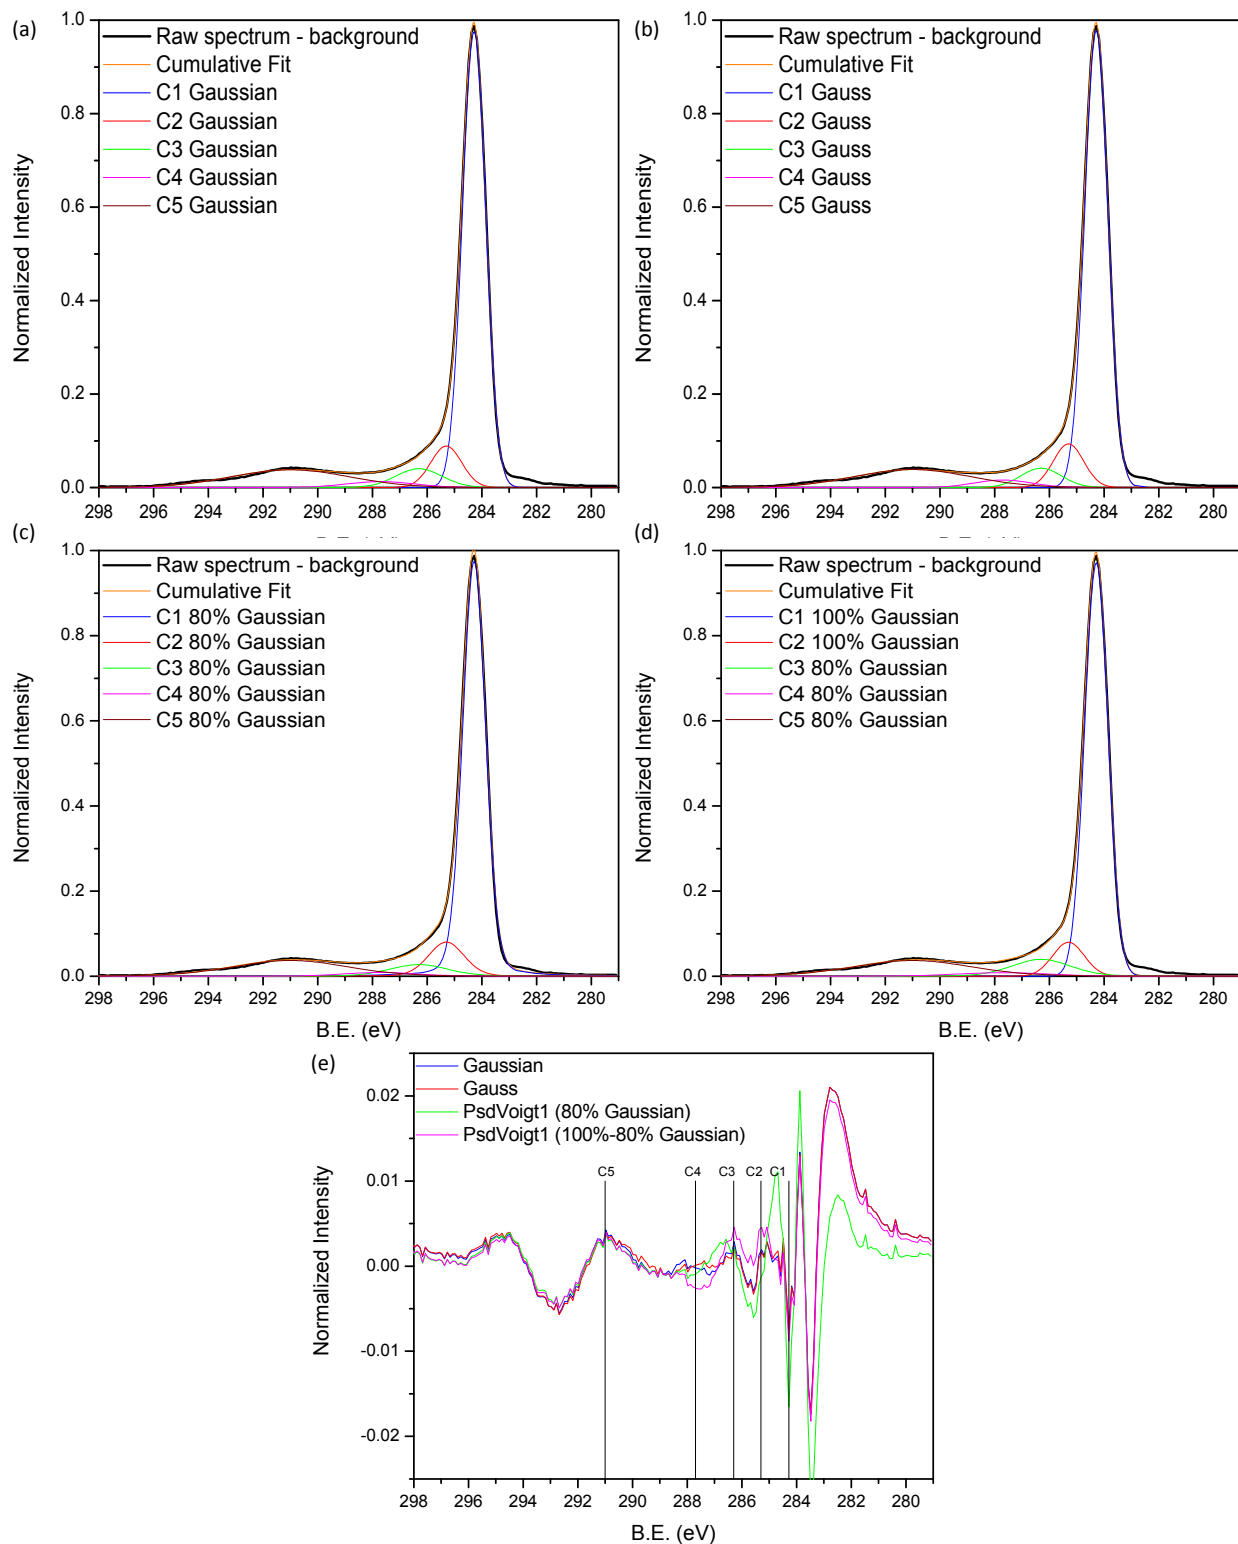 (a)
Raw spectrum - background
Cumulative Fit
C1 Gaussian
C2 Gaussian
C3 Gaussian
C4 Gaussian
C5 Gaussian
Normalized Intensity
1.0
0.8
0.6
0.4
0.2
0.0
298 296 294 292 290 288 286 284 282 280
(b)
Raw spectrum - background
Cumulative Fit
C1 Gauss
C2 Gauss
C3 Gauss
C4 Gauss
C5 Gauss
Normalized Intensity
1.0
0.8
0.6
0.4
0.2
0.0
298 296 294 292 290 288 286 284 282 280
(c)
Raw spectrum - background
Cumulative Fit
C1 80% Gaussian
C2 80% Gaussian
C3 80% Gaussian
C4 80% Gaussian
C5 80% Gaussian
Normalized Intensity
1.0
0.8
0.6
0.4
0.2
0.0
298 296 294 292 290 288 286 284 282 280
B.E. (eV)
(d)
Raw spectrum - background
Cumulative Fit
C1 100% Gaussian
C2 100% Gaussian
C3 80% Gaussian
C4 80% Gaussian
C5 80% Gaussian
Normalized Intensity
1.0
0.8
0.6
0.4
0.2
0.0
298 296 294 292 290 288 286 284 282 280
B.E. (eV)
(e)
Gaussian
Gauss
PsdVoigt1 (80% Gaussian)
PsdVoigt1 (100%-80% Gaussian)
C5 C4 C3 C2 C1
Normalized Intensity
0.02
0.01
0.00
-0.01
-0.02
298 296 294 292 290 288 286 284 282 280
B.E. (eV)